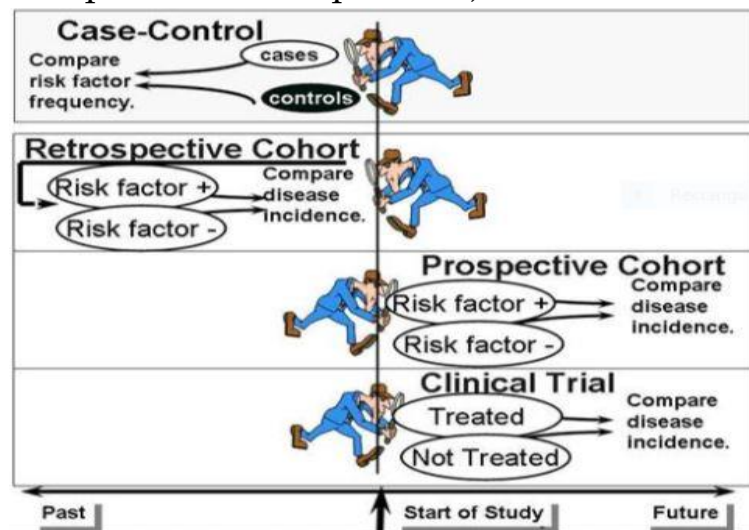 Case-Control
Compare
risk factor
frequency.
cases
controls
Retrospective Cohort
Risk factor +
Risk factor -
Compare
disease
incidence.
Prospective Cohort
Risk factor +
Risk factor -
Compare
disease
incidence.
Clinical Trial
Treated
Not Treated
Compare
disease
incidence.
Past
Start of Study
Future